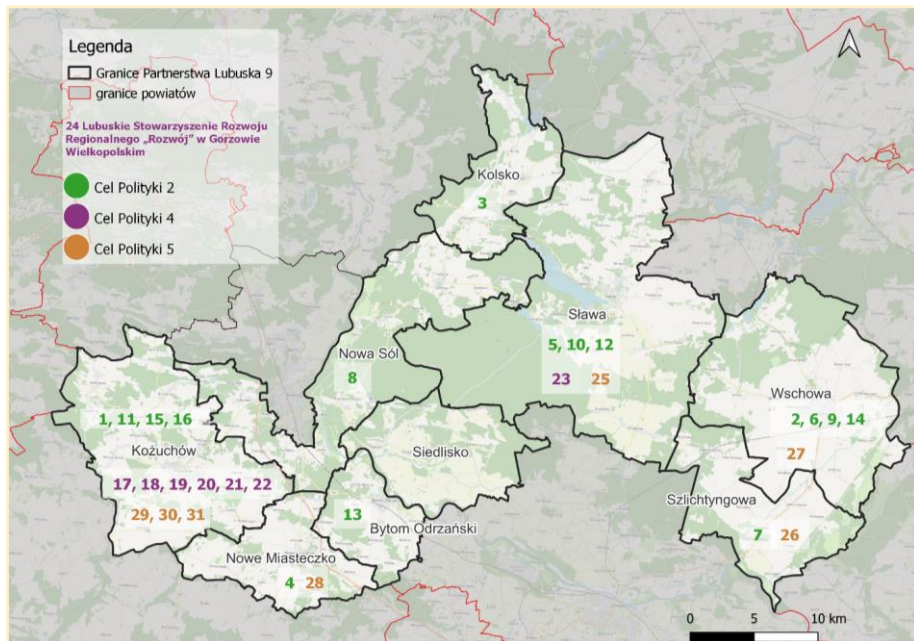 Legenda
Granice Partnerstwa Lubuska 9
granice powiatów
24 Lubuskie Stowarzyszenie Rozwoju
Regionalnego „Rozwój” w Gorzowie
Wielkopolskim
Cel Polityki 2
Cel Polityki 4
Cel Polityki 5
Kolsko
3
Sława
5, 10, 12
23 25
Nowa Sól
8
Wschowa
2, 6, 9, 14
27
1, 11, 15, 16
Kożuchów
17, 18, 19, 20, 21, 22
29, 30, 31
Siedlisko
Szlichtyngowa
7 26
13
Bytom Odrzański
Nowe Miasteczko
4 28
0 5 10 km